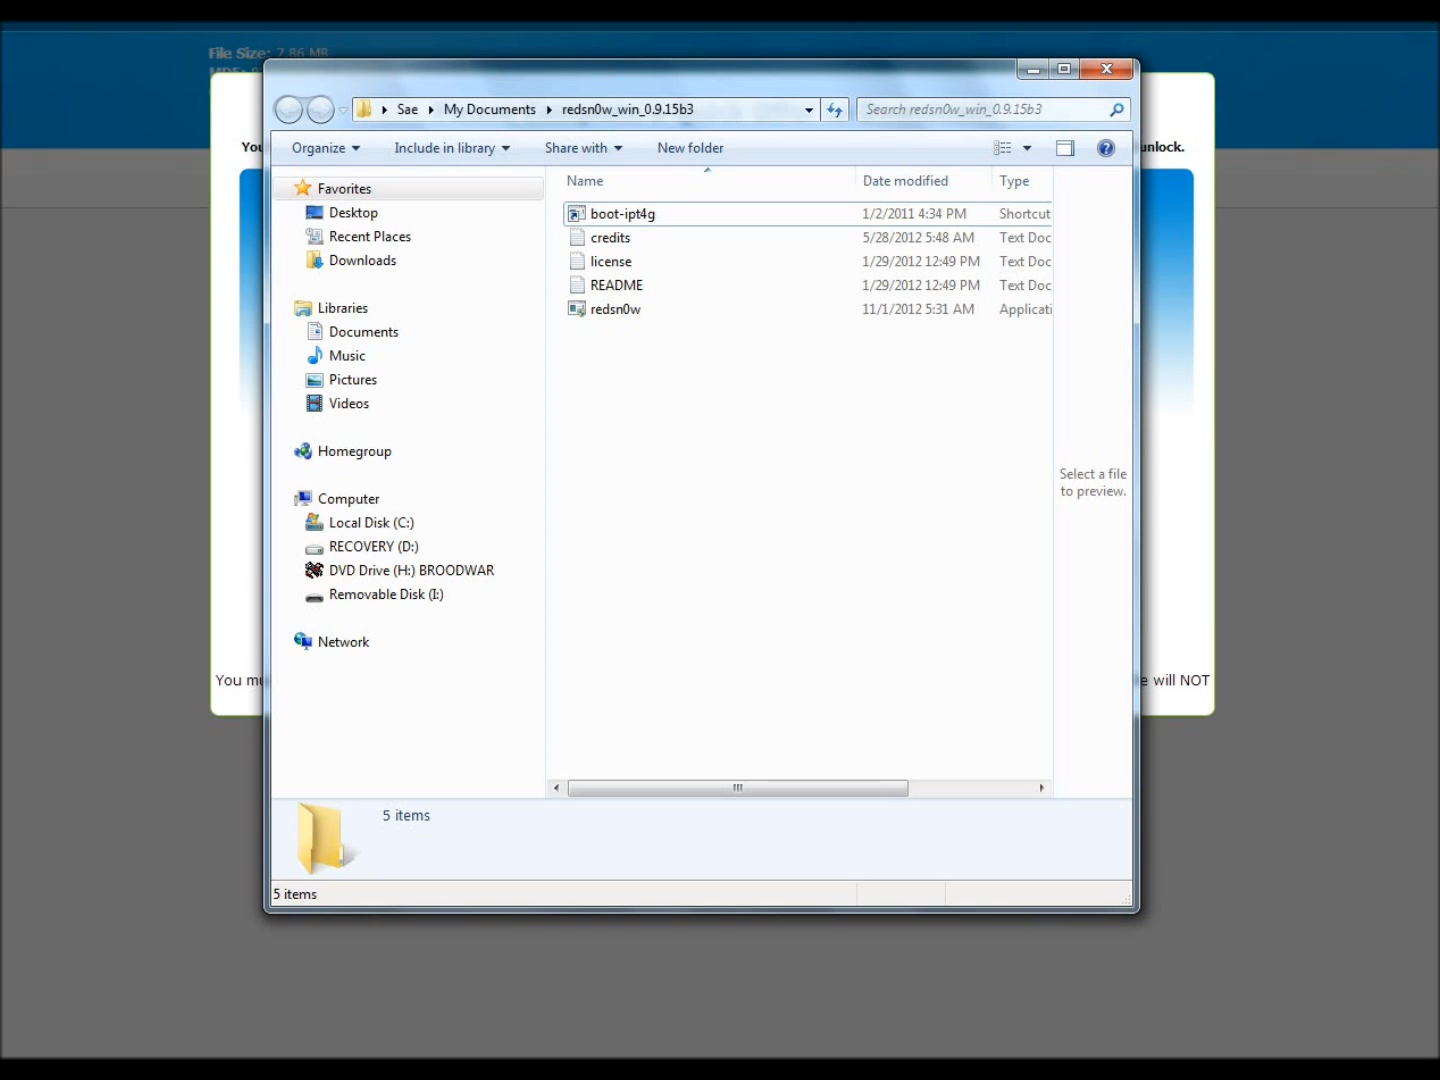 File Size: 7.86 MB
Sae
My Documents
redsn0w_win_0.9.15b3
Search redsn0w_win_0.9.15b3
You
unlock.
Organize
Include in library
Share with
New folder
Favorites
Desktop
Recent Places
Downloads
Libraries
Documents
Music
Pictures
Videos
Homegroup
Computer
Local Disk (C:)
RECOVERY (D:)
DVD Drive (H:) BROODWAR
Removable Disk (I:)
Network
Name Date modified Type
boot-ipt4g 1/2/2011 4:34 PM Shortcut
credits 5/28/2012 5:48 AM Text Doc
license 1/29/2012 12:49 PM Text Doc
README 1/29/2012 12:49 PM Text Doc
redsn0w 11/1/2012 5:31 AM Applicati
Select a file
to preview.
You mu
e will NOT
5 items
5 items